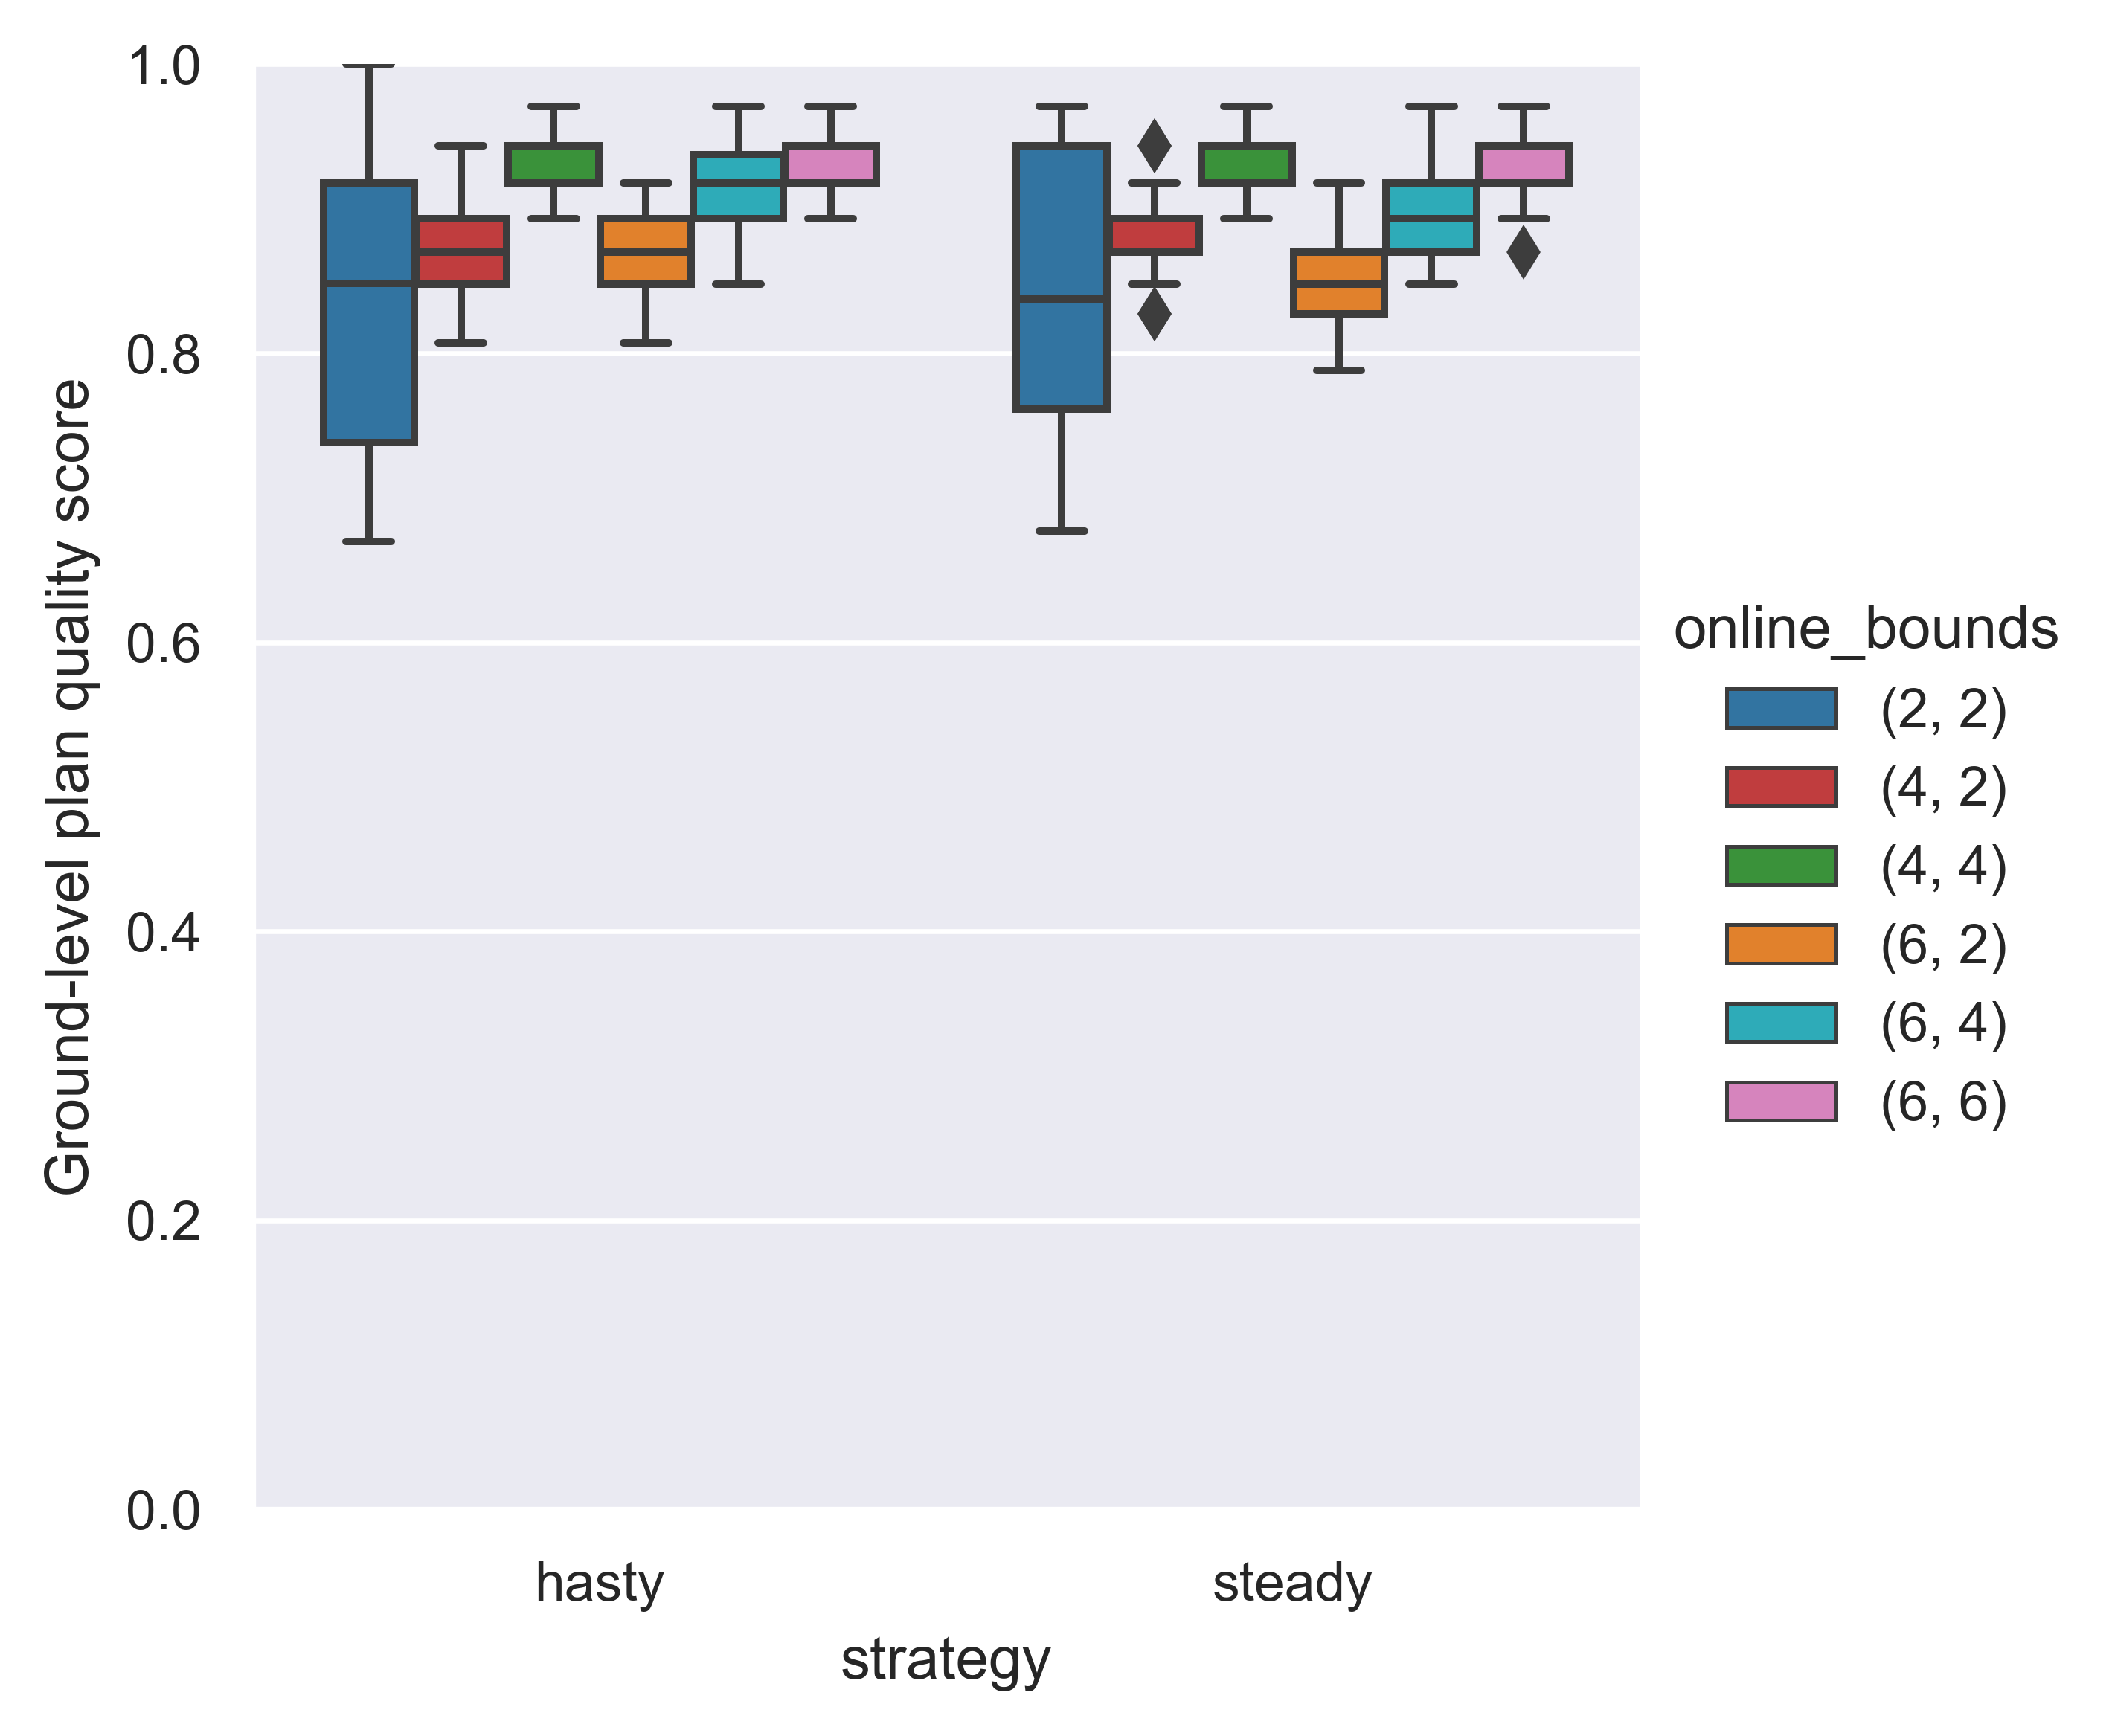 Ground-level plan quality score
1.0
0.8
0.6
0.4
0.2
0.0
hasty
steady
strategy
online_bounds
(2, 2)
(4, 2)
(4, 4)
(6, 2)
(6, 4)
(6, 6)